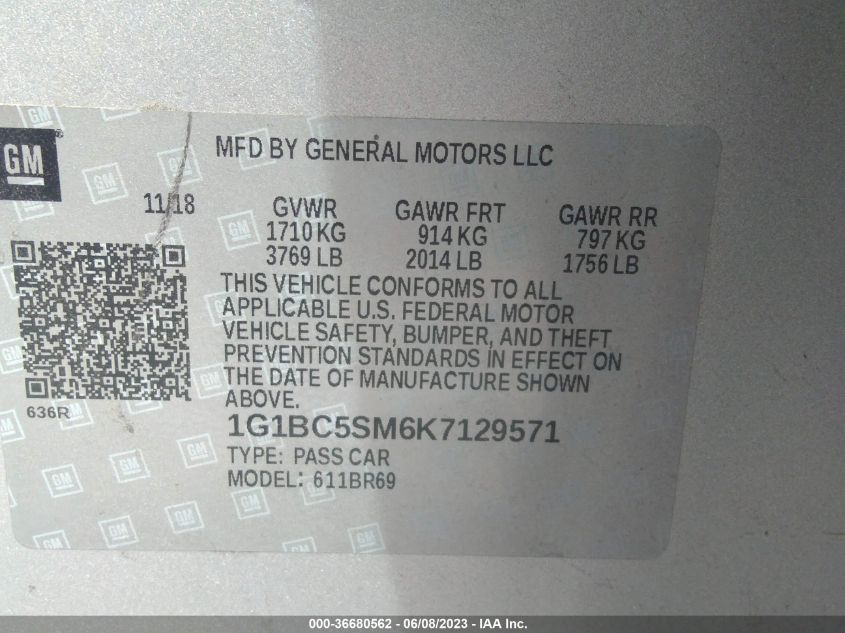 GM
MFD BY GENERAL MOTORS LLC
11/18
GVWR GAWR FRT GAWR RR
1710 KG 914 KG 797 KG
3769 LB 2014 LB 1756 LB
THIS VEHICLE CONFORMS TO ALL
APPLICABLE U.S. FEDERAL MOTOR
VEHICLE SAFETY, BUMPER, AND THEFT
PREVENTION STANDARDS IN EFFECT ON
THE DATE OF MANUFACTURE SHOWN
ABOVE.
636R
1G1BC5SM6K7129571
TYPE: PASS CAR
MODEL: 611BR69
000-36680562 - 06/08/2023 - IAA Inc.